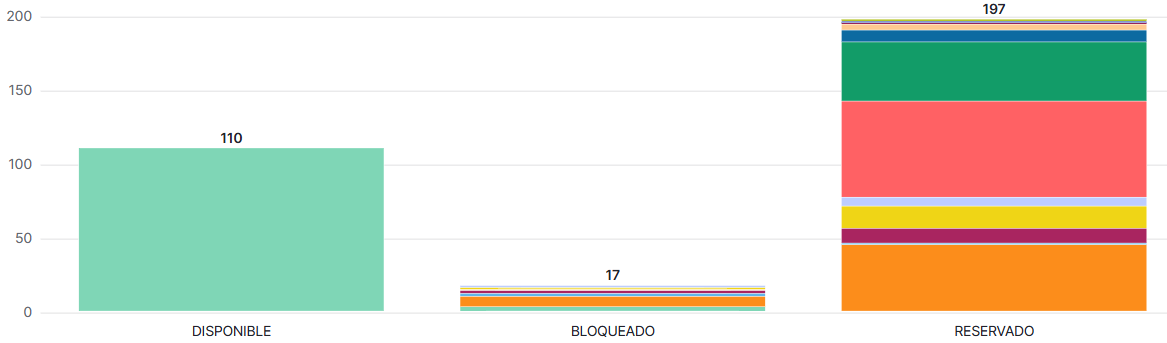 200
197
150
110
100
50
17
0
DISPONIBLE
BLOQUEADO
RESERVADO